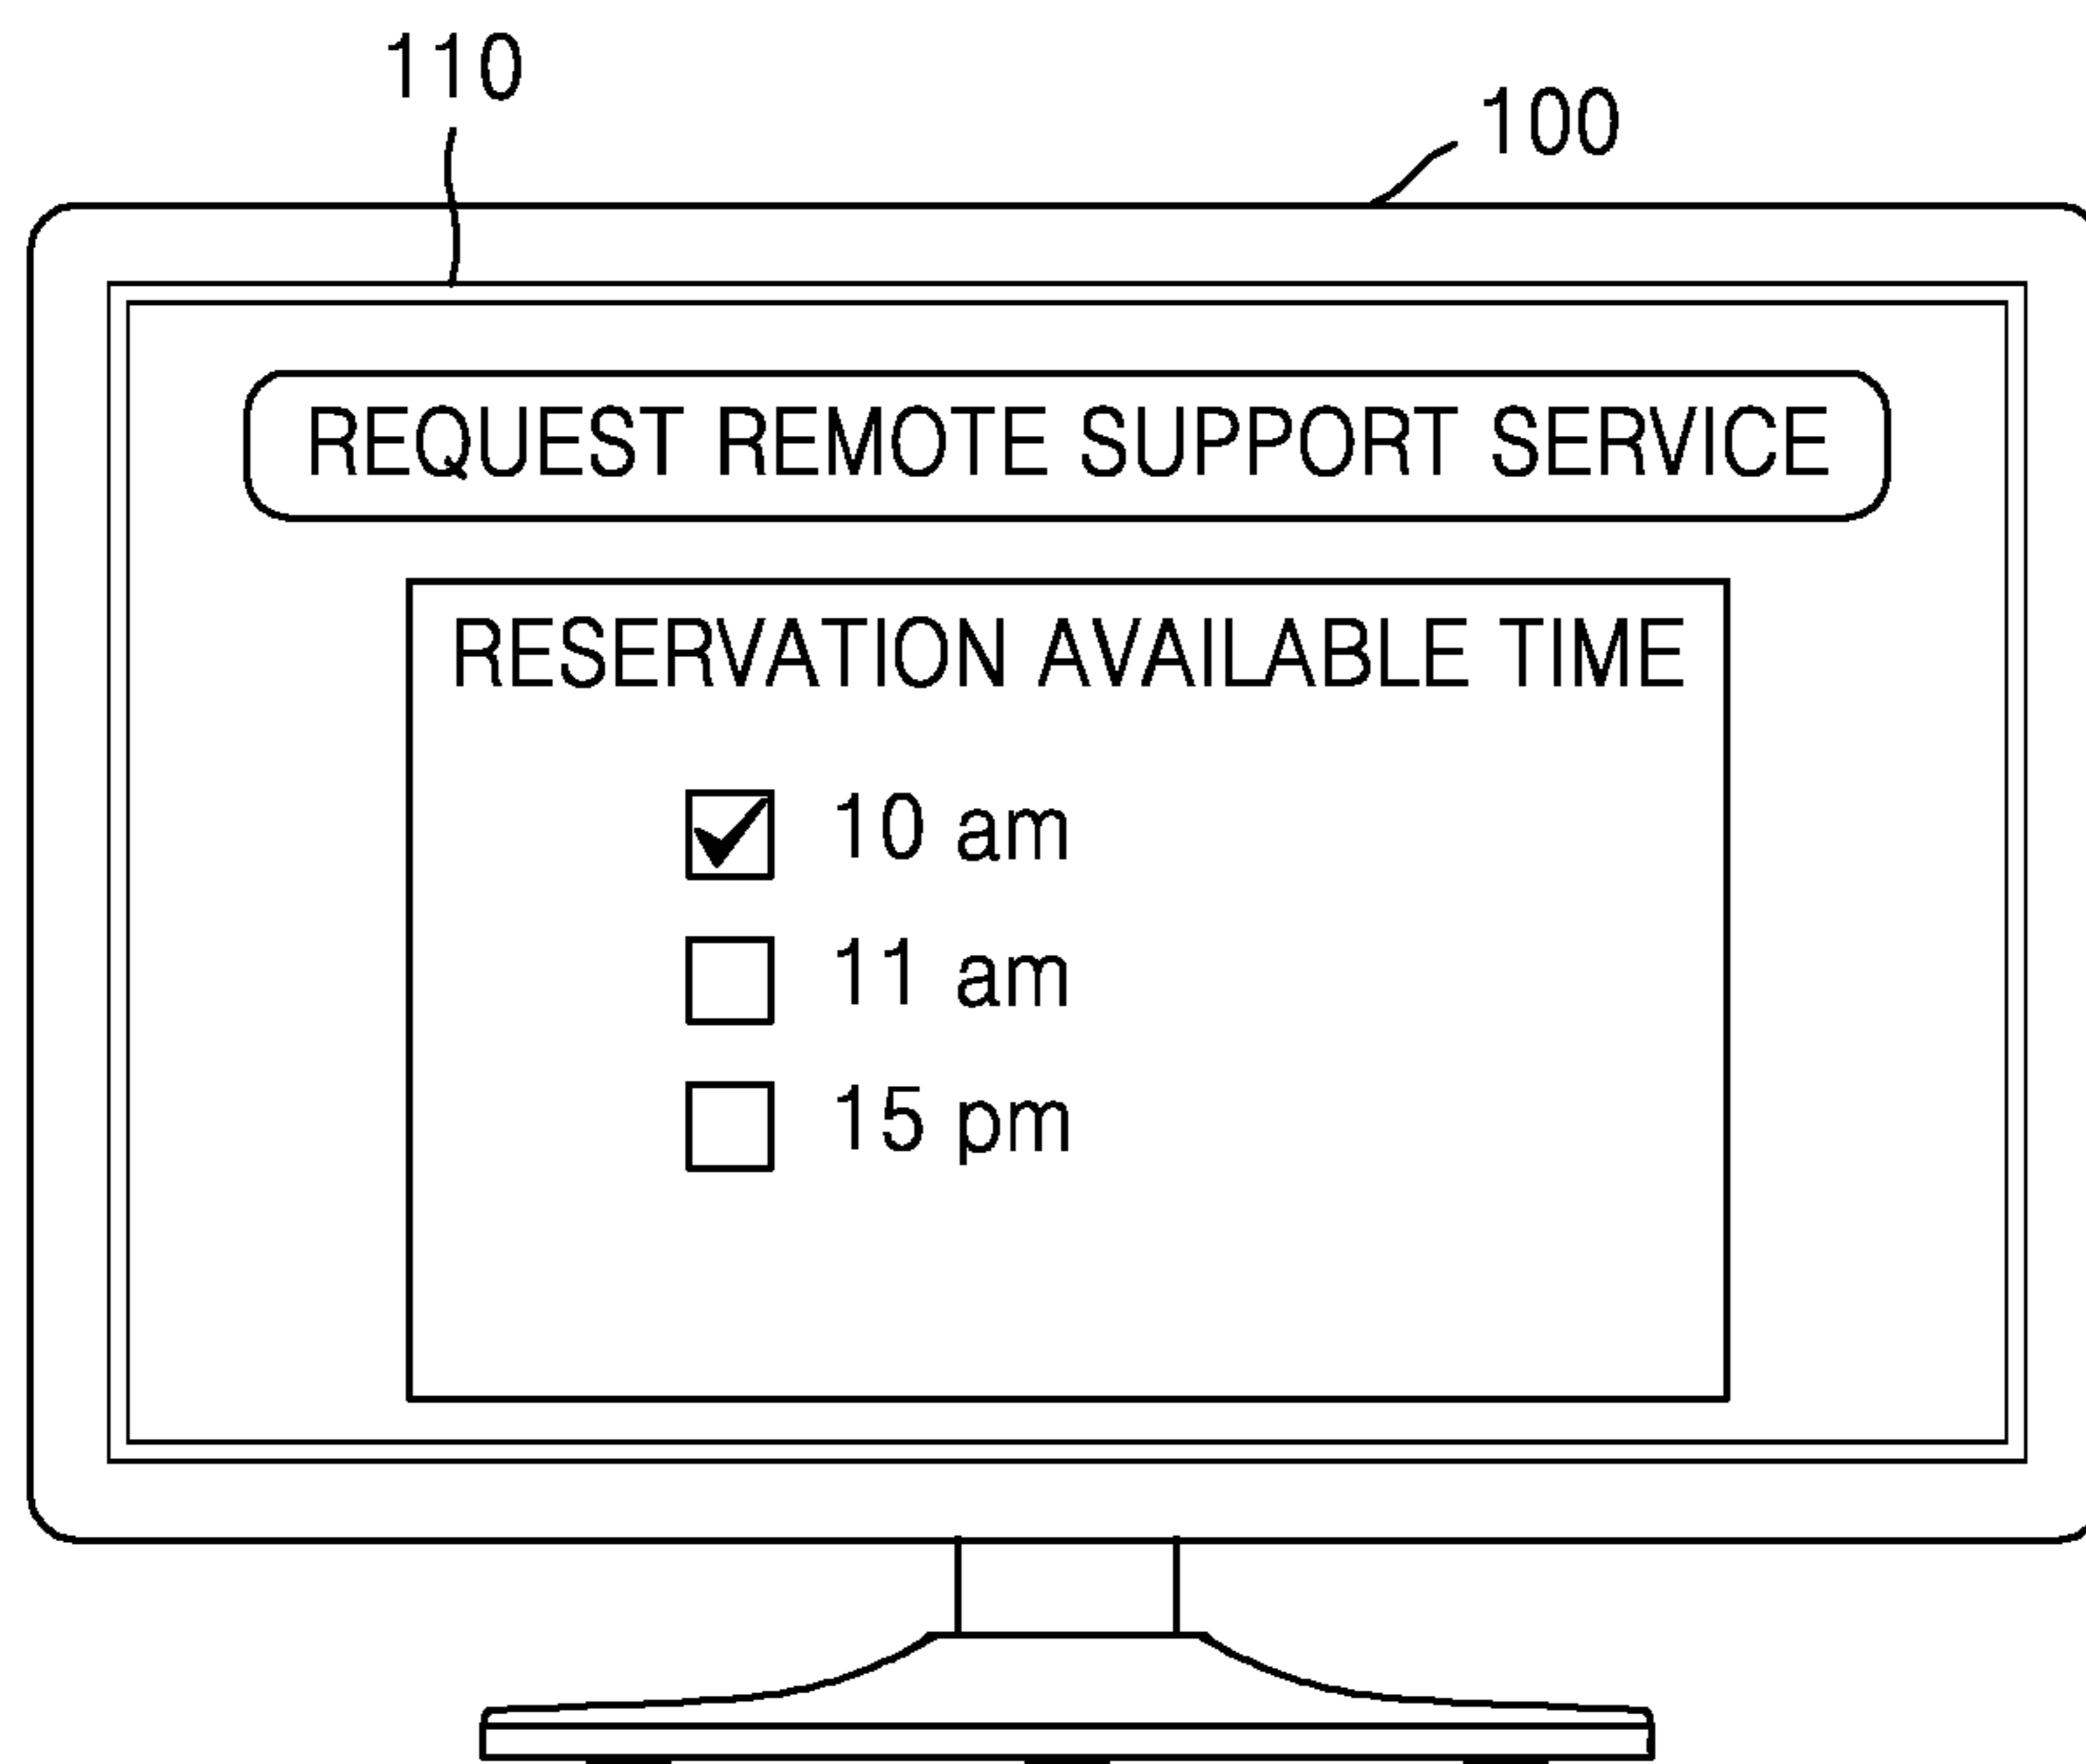 110
100
REQUEST REMOTE SUPPORT SERVICE
RESERVATION AVAILABLE TIME
10 am
11 am
15 pm